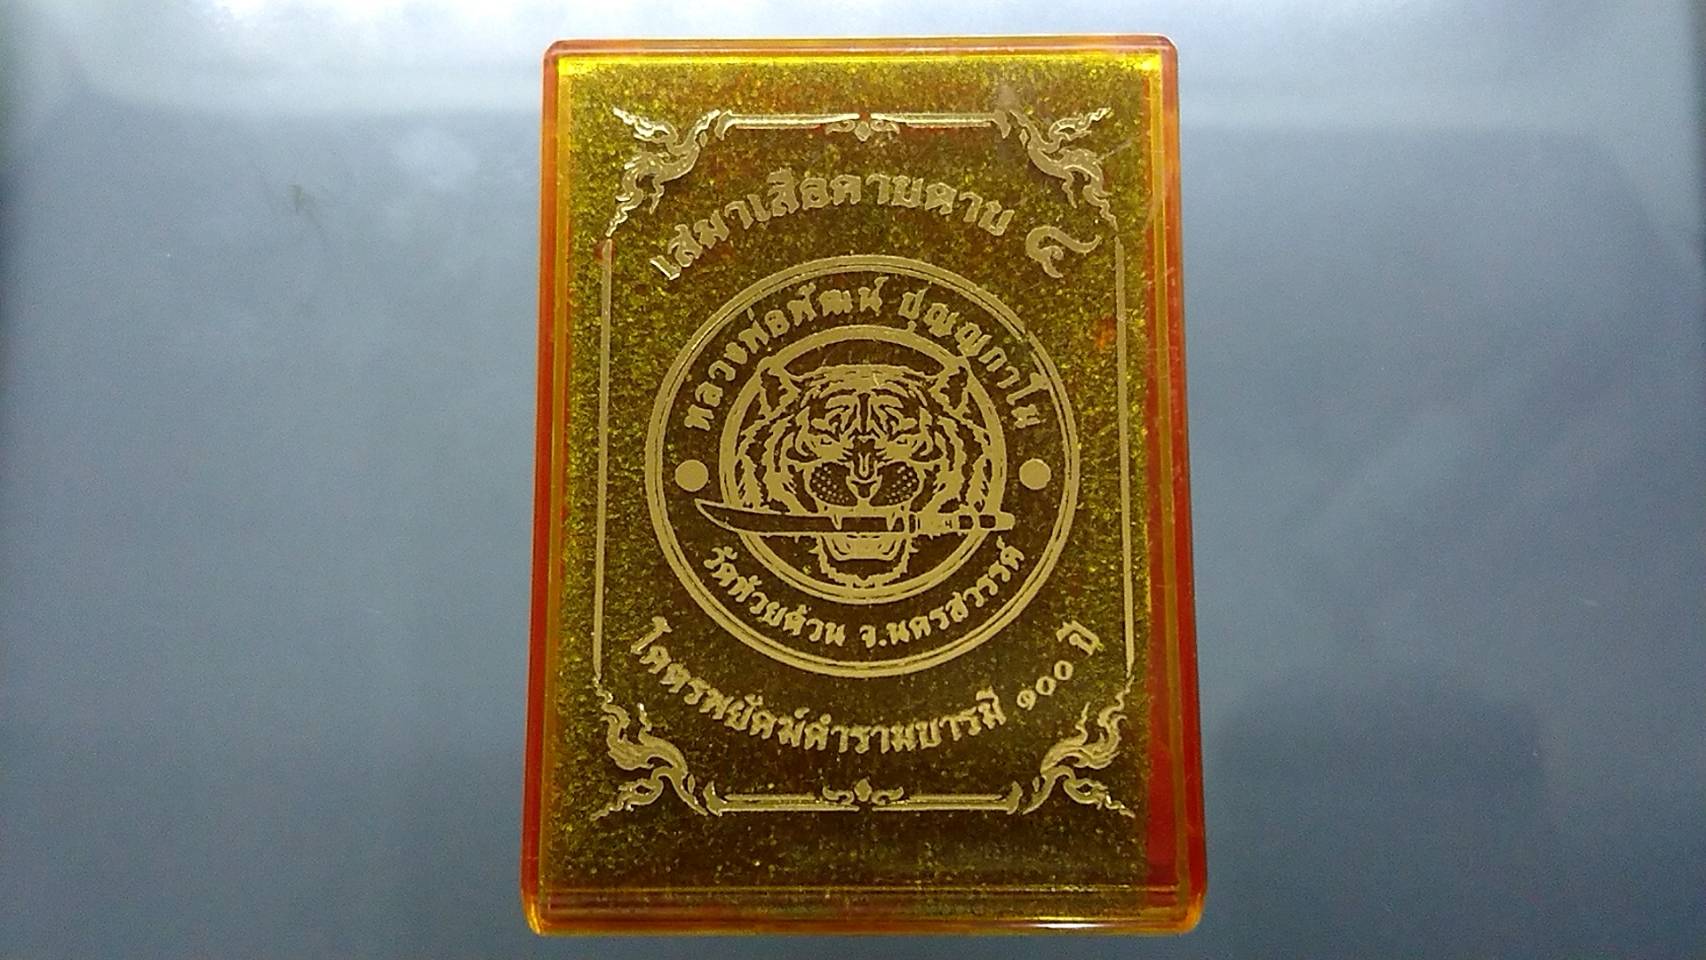 เสมาเสือคาบดาบ ๔
หลวงพ่อพัฒน์ ปุญฺญกาโม
วัดห้วยด้วน จ.นครสวรรค์
โคตรพยัคฆ์คำรามบารมี ๑๐๐ ปี